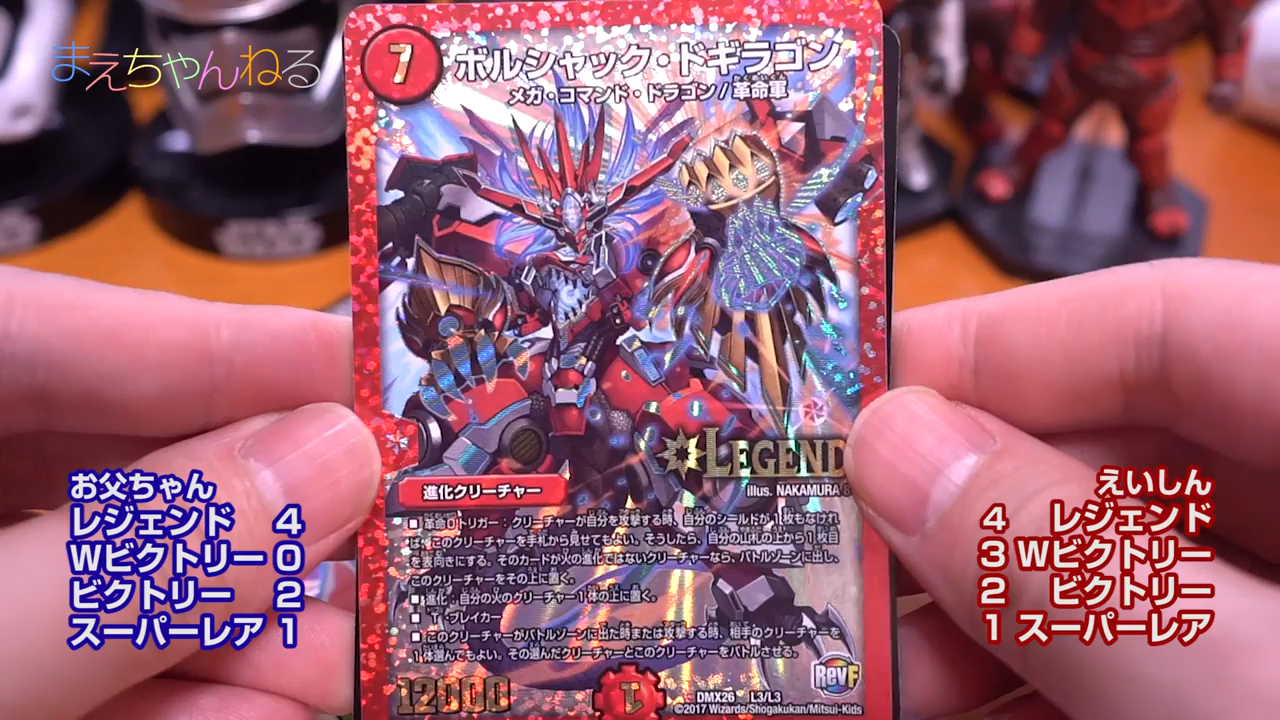 まえちゃんねる
7
ボルシャック・ドギラゴン
メガ・コマンド・ドラゴン/革命軍
LEGEND
illus. NAKAMURA 8
進化クリーチャー
■革命0トリガー:クリーチャーが自分を攻撃する時、自分のシールドが1枚もなけれ
ば、このクリーチャーを手札から見せてもよい。そうしたら、自分の山札の上から1枚目
を表向きにする。そのカードが火の進化ではないクリーチャーなら、バトルゾーンに出し、
このクリーチャーをその上に置く。
■進化:自分の火のクリーチャー1体の上に置く。
■T・ブレイカー
■このクリーチャーがバトルゾーンに出た時または攻撃する時、相手のクリーチャーを
1体選んでもよい。その選んだクリーチャーとこのクリーチャーをバトルさせる。
12000
RevF
DMX26 L3/L3
©2017 Wizards/Shogakukan/Mitsui-Kids
お父ちゃん
レジェンド 4
Wビクトリー 0
ビクトリー 2
スーパーレア 1
えいしん
4 レジェンド
3 Wビクトリー
2 ビクトリー
1 スーパーレア